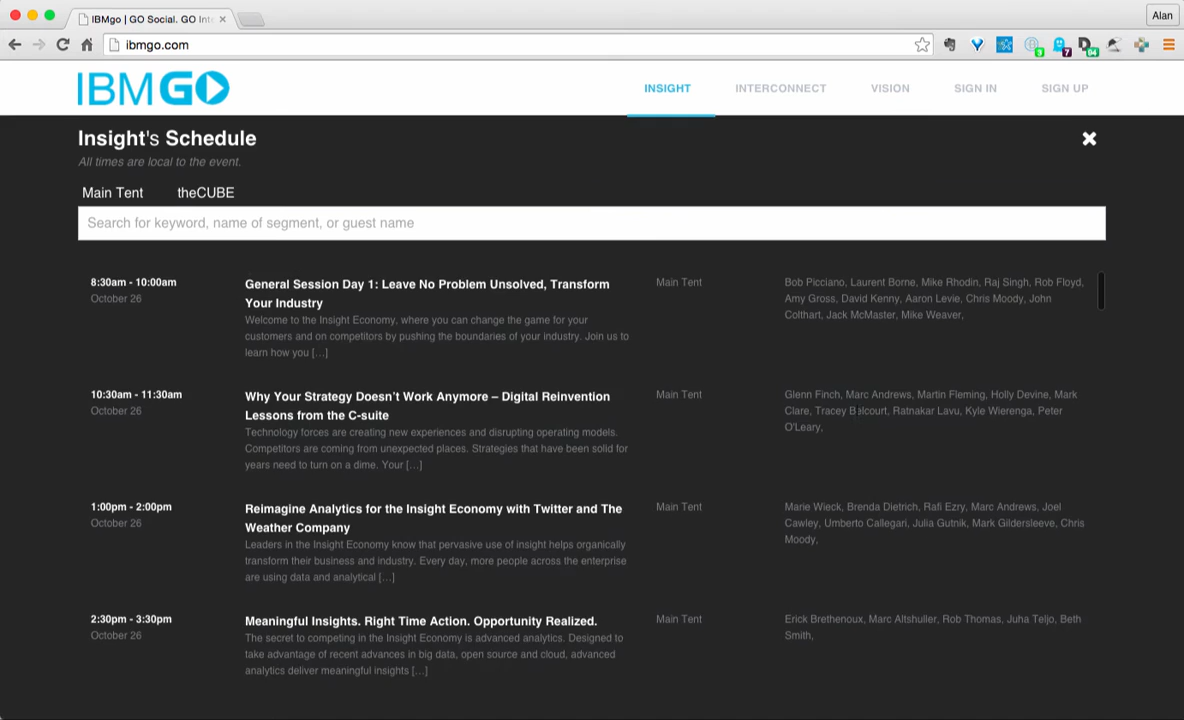 IBMgo | GO Social. GO Int
Alan
ibmgo.com
3
7
64
IBM GO
INSIGHT
INTERCONNECT
VISION
SIGN IN
SIGN UP
Insight's Schedule
All times are local to the event.
Main Tent
theCUBE
Search for keyword, name of segment, or guest name
8:30am - 10:00am
October 26
General Session Day 1: Leave No Problem Unsolved, Transform
Your Industry
Welcome to the Insight Economy, where you can change the game for your
customers and on competitors by pushing the boundaries of your industry. Join us to
learn how you [...]
Main Tent
Bob Picciano, Laurent Borne, Mike Rhodin, Raj Singh, Rob Floyd,
Amy Gross, David Kenny, Aaron Levie, Chris Moody, John
Colthart, Jack McMaster, Mike Weaver,
10:30am - 11:30am
October 26
Why Your Strategy Doesn't Work Anymore – Digital Reinvention
Lessons from the C-suite
Technology forces are creating new experiences and disrupting operating models.
Competitors are coming from unexpected places. Strategies that have been solid for
years need to turn on a dime. Your [...]
Main Tent
Glenn Finch, Marc Andrews, Martin Fleming, Holly Devine, Mark
Clare, Tracey Belcourt, Ratnakar Lavu, Kyle Wierenga, Peter
O'Leary,
1:00pm - 2:00pm
October 26
Reimagine Analytics for the Insight Economy with Twitter and The
Weather Company
Leaders in the Insight Economy know that pervasive use of insight helps organically
transform their business and industry. Every day, more people across the enterprise
are using data and analytical [...]
Main Tent
Marie Wieck, Brenda Dietrich, Rafi Ezry, Marc Andrews, Joel
Cawley, Umberto Callegari, Julia Gutnik, Mark Gildersleeve, Chris
Moody,
2:30pm - 3:30pm
October 26
Meaningful Insights. Right Time Action. Opportunity Realized.
The secret to competing in the Insight Economy is advanced analytics. Designed to
take advantage of recent advances in big data, open source and cloud, advanced
analytics deliver meaningful insights [...]
Main Tent
Erick Brethenoux, Marc Altshuller, Rob Thomas, Juha Teljo, Beth
Smith,